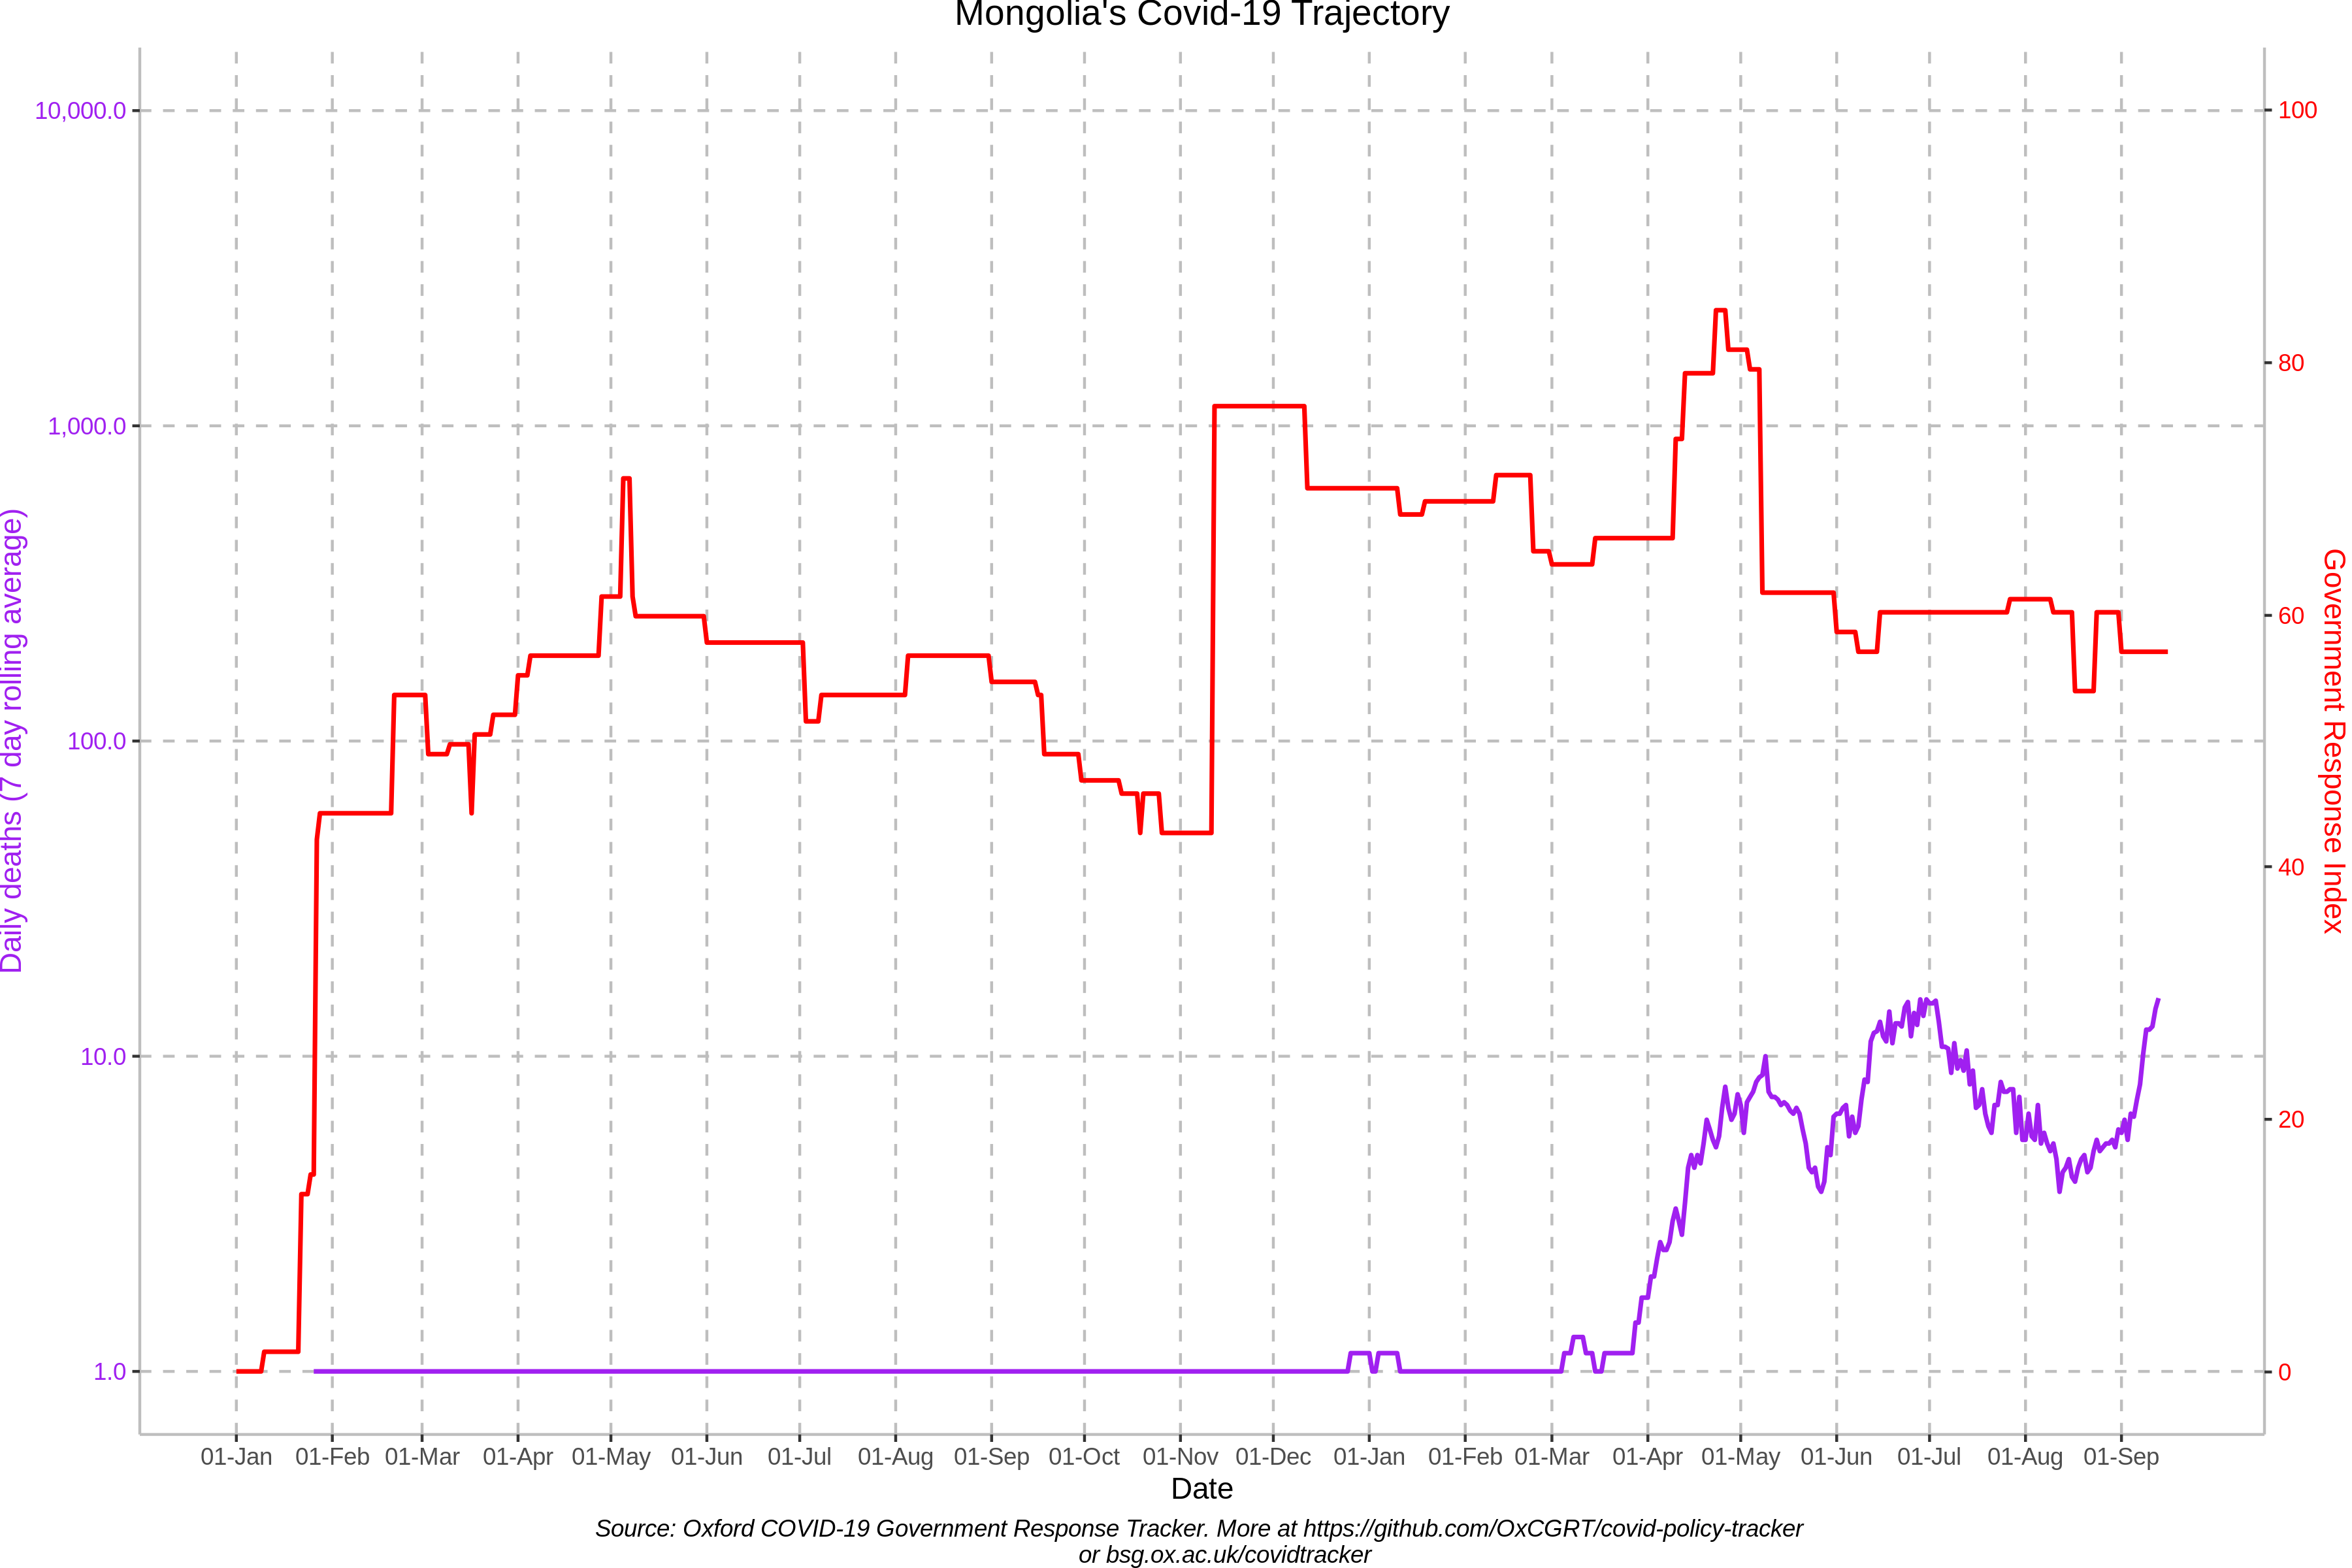 Mongolia's Covid-19 Trajectory
10,000.0
1,000.0
100.0
10.0
1.0
Daily deaths (7 day rolling average)
100
80
60
40
20
0
Government Response Index
01-Jan 01-Feb 01-Mar 01-Apr 01-May 01-Jun 01-Jul 01-Aug 01-Sep 01-Oct 01-Nov 01-Dec 01-Jan 01-Feb 01-Mar 01-Apr 01-May 01-Jun 01-Jul 01-Aug 01-Sep
Date
Source: Oxford COVID-19 Government Response Tracker. More at https://github.com/OxCGRT/covid-policy-tracker
or bsg.ox.ac.uk/covidtracker